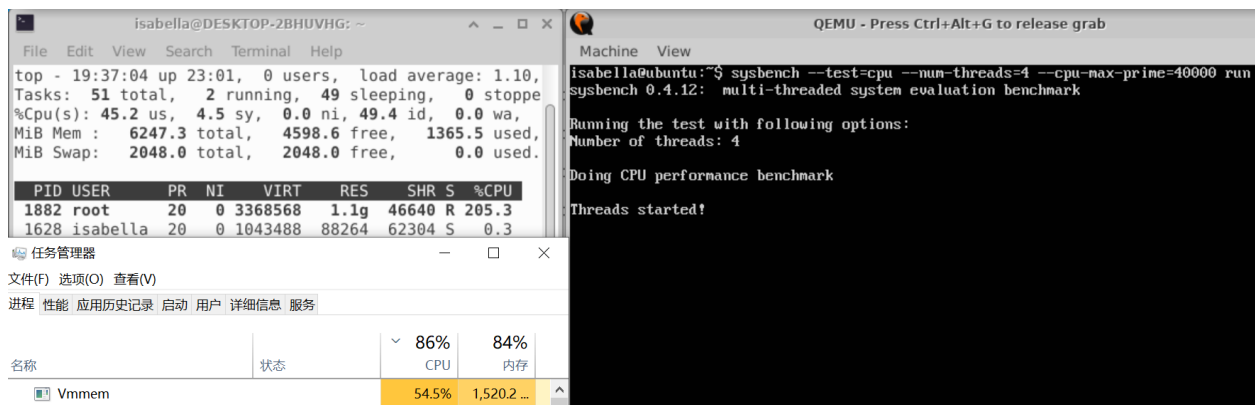 isabella@DESKTOP-2BHUVHG: ~
File Edit View Search Terminal Help
top - 19:37:04 up 23:01, 0 users, load average: 1.10,
Tasks: 51 total, 2 running, 49 sleeping, 0 stoppe
%Cpu(s): 45.2 us, 4.5 sy, 0.0 ni, 49.4 id, 0.0 wa,
MiB Mem : 6247.3 total, 4598.6 free, 1365.5 used,
MiB Swap: 2048.0 total, 2048.0 free, 0.0 used.
PID USER PR NI VIRT RES SHR S %CPU
1882 root 20 0 3368568 1.1g 46640 R 205.3
1628 isabella 20 0 1043488 88264 62304 S 0.3
任务管理器
文件(F) 选项(O) 查看(V)
进程 性能 应用历史记录 启动 用户 详细信息 服务
86% 84%
名称 状态 CPU 内存
Vmmem 54.5% 1,520.2 ...
QEMU - Press Ctrl+Alt+G to release grab
Machine View
isabella@ubuntu:~$ sysbench --test=cpu --num-threads=4 --cpu-max-prime=40000 run
sysbench 0.4.12: multi-threaded system evaluation benchmark
Running the test with following options:
Number of threads: 4
Doing CPU performance benchmark
Threads started!